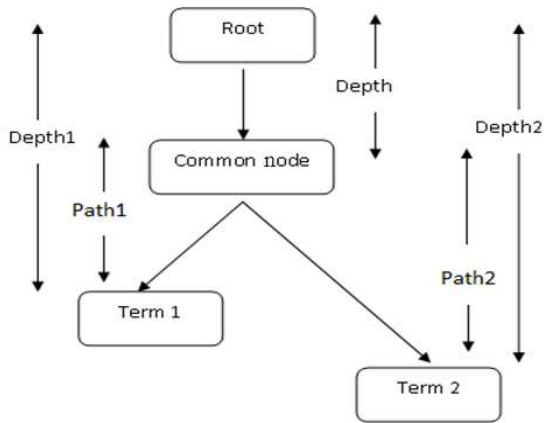 Root
Depth
Depth1
Depth2
Common node
Path1
Path2
Term 1
Term 2